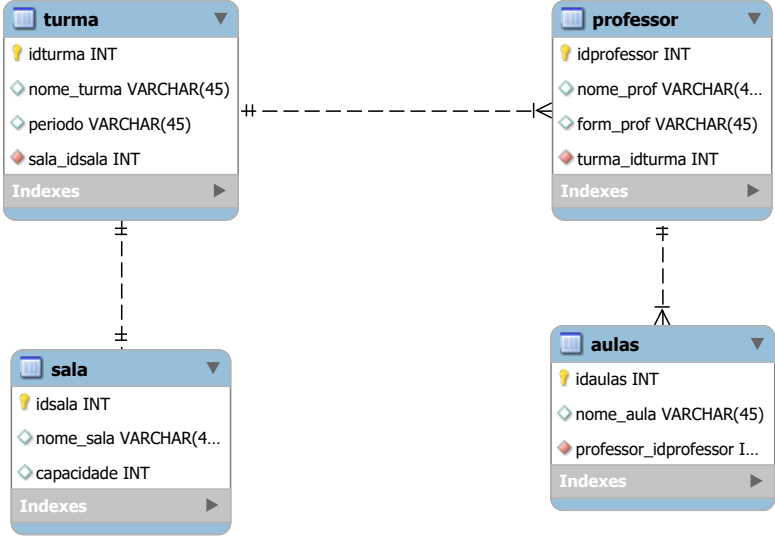 turma
idturma INT
nome_turma VARCHAR(45)
periodo VARCHAR(45)
sala_idsala INT
Indexes
professor
idprofessor INT
nome_prof VARCHAR(4...
form_prof VARCHAR(45)
turma_idturma INT
Indexes
sala
idsala INT
nome_sala VARCHAR(4...
capacidade INT
Indexes
aulas
idaulas INT
nome_aula VARCHAR(45)
professor_idprofessor I...
Indexes